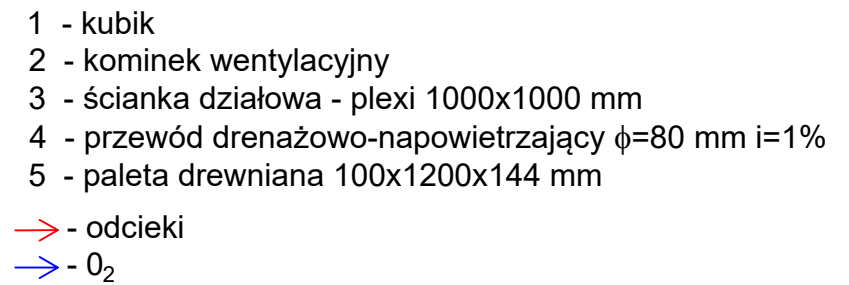 1 - kubik
2 - kominek wentylacyjny
3 - ścianka działowa - plexi 1000x1000 mm
4 - przewód drenażowo-napowietrzający ϕ=80 mm i=1%
5 - paleta drewniana 100x1200x144 mm
- odcieki
- 0₂